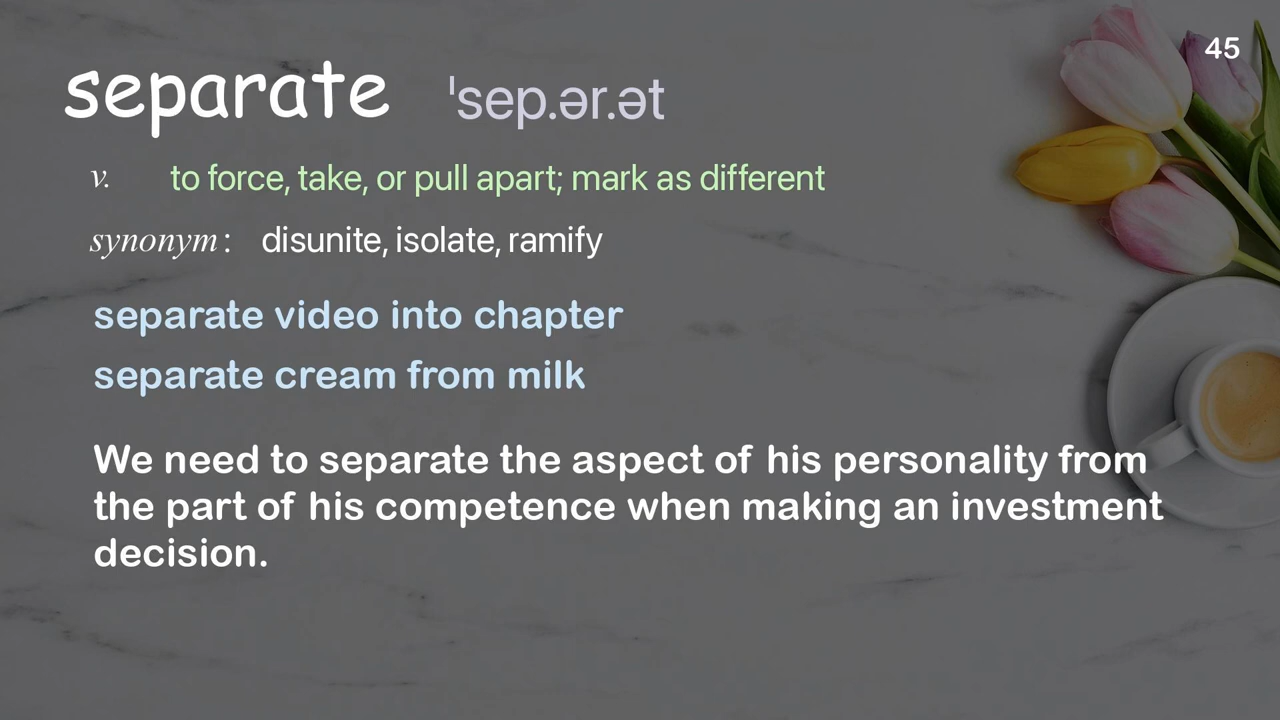 45
separate ˈsep.ər.ət
v. to force, take, or pull apart; mark as different
synonym : disunite, isolate, ramify
separate video into chapter
separate cream from milk
We need to separate the aspect of his personality from
the part of his competence when making an investment
decision.